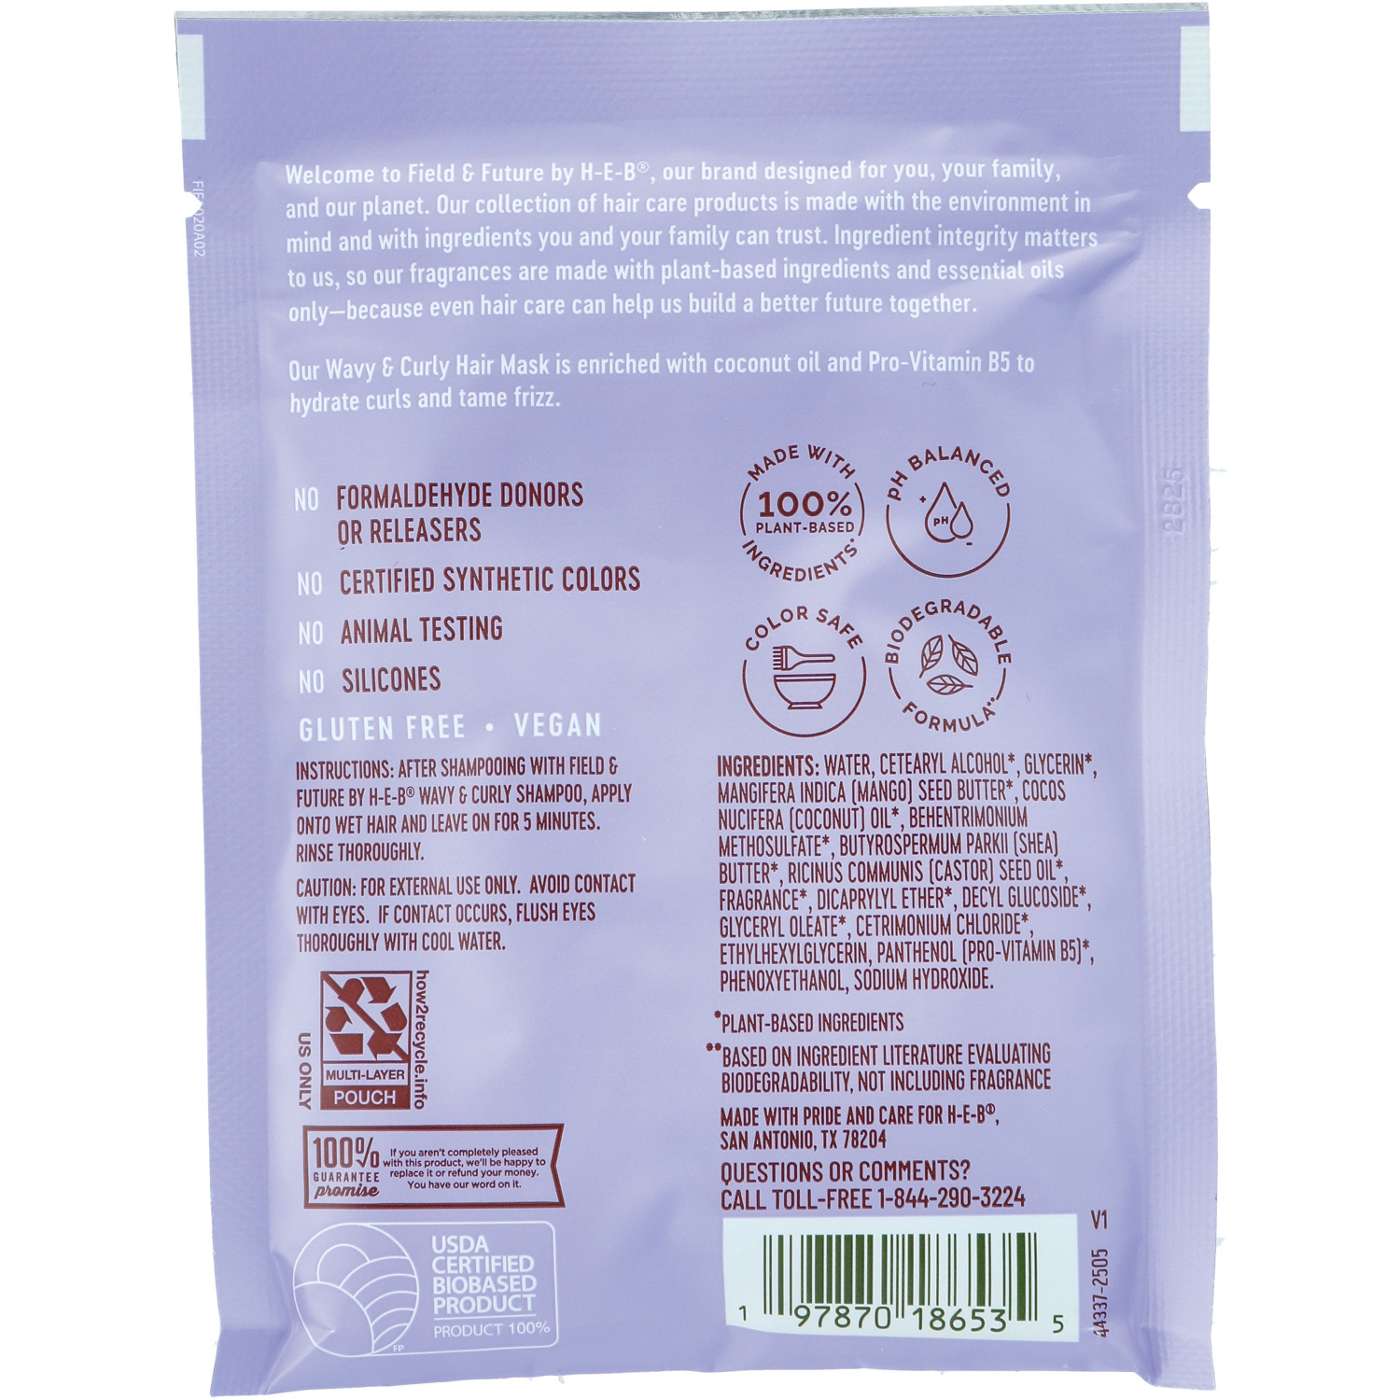 Welcome to Field & Future by H-E-B®, our brand designed for you, your family,
and our planet. Our collection of hair care products is made with the environment in
mind and with ingredients you and your family can trust. Ingredient integrity matters
to us, so our fragrances are made with plant-based ingredients and essential oils
only—because even hair care can help us build a better future together.
Our Wavy & Curly Hair Mask is enriched with coconut oil and Pro-Vitamin B5 to
hydrate curls and tame frizz.
NO FORMALDEHYDE DONORS
OR RELEASERS
NO CERTIFIED SYNTHETIC COLORS
NO ANIMAL TESTING
NO SILICONES
GLUTEN FREE • VEGAN
MADE WITH
100%
PLANT-BASED
INGREDIENTS*
PH BALANCED
+ PH -
COLOR SAFE
BIODEGRADABLE
FORMULA**
INSTRUCTIONS: AFTER SHAMPOOING WITH FIELD &
FUTURE BY H-E-B® WAVY & CURLY SHAMPOO, APPLY
ONTO WET HAIR AND LEAVE ON FOR 5 MINUTES.
RINSE THOROUGHLY.
CAUTION: FOR EXTERNAL USE ONLY. AVOID CONTACT
WITH EYES. IF CONTACT OCCURS, FLUSH EYES
THOROUGHLY WITH COOL WATER.
US ONLY
MULTI-LAYER
POUCH
how2recycle.info
100%
GUARANTEE
promise
If you aren't completely pleased
with this product, we'll be happy to
replace it or refund your money.
You have our word on it.
USDA
CERTIFIED
BIOBASED
PRODUCT
PRODUCT 100%
FP
INGREDIENTS: WATER, CETEARYL ALCOHOL*, GLYCERIN*,
MANGIFERA INDICA (MANGO) SEED BUTTER*, COCOS
NUCIFERA (COCONUT) OIL*, BEHENTRIMONIUM
METHOSULFATE*, BUTYROSPERMUM PARKII (SHEA)
BUTTER*, RICINUS COMMUNIS (CASTOR) SEED OIL*,
FRAGRANCE*, DICAPRYLYL ETHER*, DECYL GLUCOSIDE*,
GLYCERYL OLEATE*, CETRIMONIUM CHLORIDE*,
ETHYLHEXYLGLYCERIN, PANTHENOL (PRO-VITAMIN B5)*,
PHENOXYETHANOL, SODIUM HYDROXIDE.
*PLANT-BASED INGREDIENTS
**BASED ON INGREDIENT LITERATURE EVALUATING
BIODEGRADABILITY, NOT INCLUDING FRAGRANCE
MADE WITH PRIDE AND CARE FOR H-E-B®,
SAN ANTONIO, TX 78204
QUESTIONS OR COMMENTS?
CALL TOLL-FREE 1-844-290-3224
1 97870 18653 5
V1
44337-2505